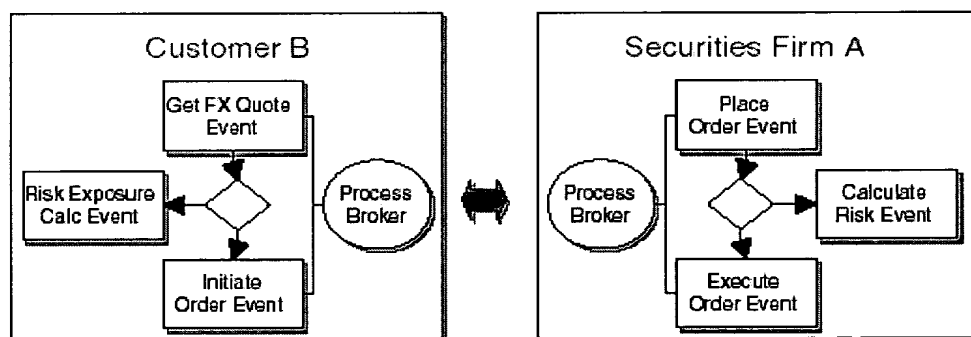 Customer B
Get FX Quote
Event
Risk Exposure
Calc Event
Process
Broker
Initiate
Order Event
Securities Firm A
Place
Order Event
Process
Broker
Calculate
Risk Event
Execute
Order Event